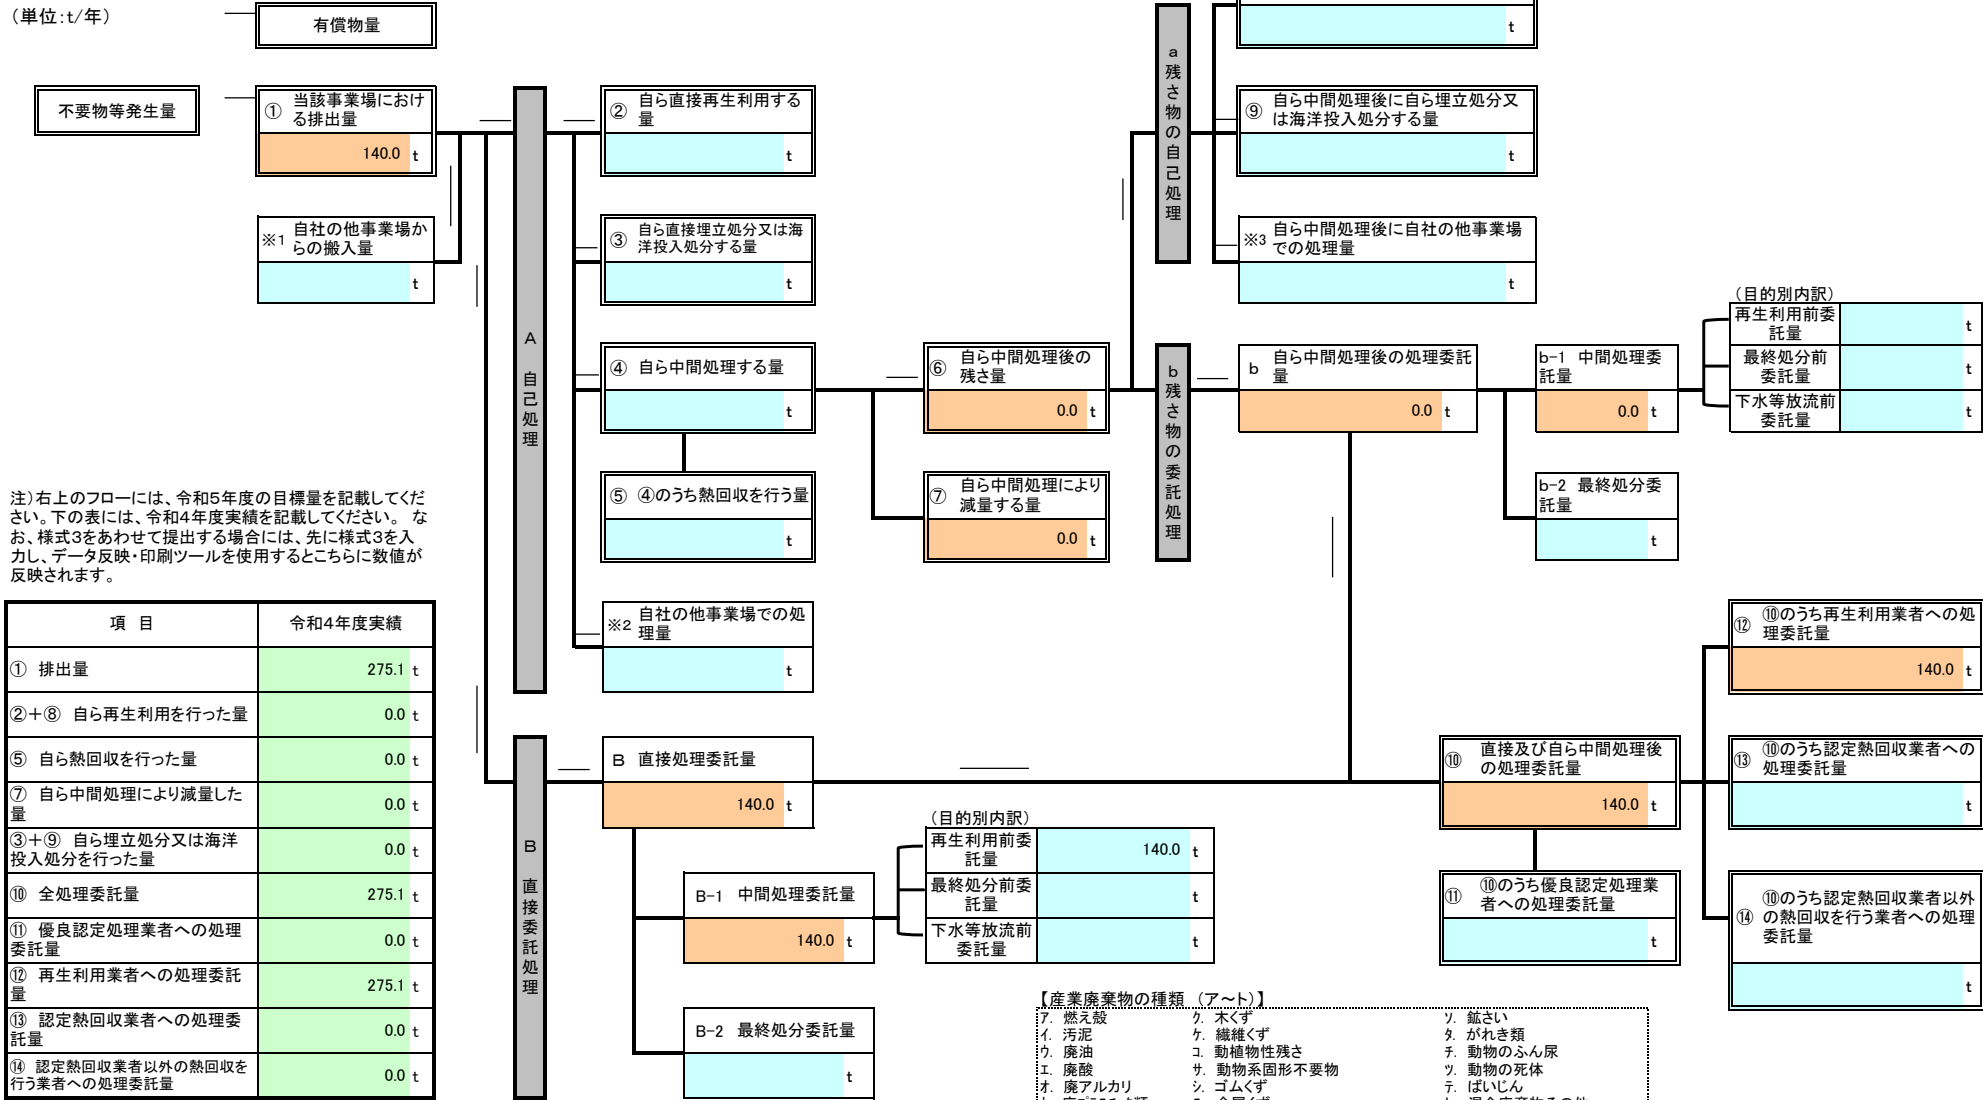 （単位:t/年）
有償物量
t
不要物等発生量
① 当該事業場におけ
る排出量
140.0 t
※1 自社の他事業場か
らの搬入量
t
A 自己処理
② 自ら直接再生利用する
量
t
③ 自ら直接埋立処分又は海
洋投入処分する量
t
④ 自ら中間処理する量
t
⑤ ④のうち熱回収を行う量
t
※2 自社の他事業場での処
理量
t
⑥ 自ら中間処理後の
残さ量
0.0 t
⑦ 自ら中間処理により
減量する量
0.0 t
a 残さ物の自己処理
⑨ 自ら中間処理後に自ら埋立処分又
は海洋投入処分する量
t
※3 自ら中間処理後に自社の他事業場
での処理量
t
b 残さ物の委託処理
b 自ら中間処理後の処理委託
量
0.0 t
b-1 中間処理委
託量
0.0 t
b-2 最終処分委
託量
t
（目的別内訳）
再生利用前委
託量
t
最終処分前
委託量
t
下水等放流前
委託量
t
注）右上のフローには、令和5年度の目標量を記載してくだ
さい。下の表には、令和4年度実績を記載してください。 な
お、様式3をあわせて提出する場合には、先に様式3を入
力し、データ反映・印刷ツールを使用するとこちらに数値が
反映されます。
項 目 令和4年度実績
① 排出量 275.1 t
②＋⑧ 自ら再生利用を行った量 0.0 t
⑤ 自ら熱回収を行った量 0.0 t
⑦ 自ら中間処理により減量した
量 0.0 t
③＋⑨ 自ら埋立処分又は海洋
投入処分を行った量 0.0 t
⑩ 全処理委託量 275.1 t
⑪ 優良認定処理業者への処理
委託量 0.0 t
⑫ 再生利用業者への処理委託
量 275.1 t
⑬ 認定熱回収業者への処理委
託量 0.0 t
⑭ 認定熱回収業者以外の熱回収を
行う業者への処理委託量 0.0 t
B 直接委託処理
B 直接処理委託量
140.0 t
B-1 中間処理委託量
140.0 t
B-2 最終処分委託量
t
（目的別内訳）
再生利用前委
託量
140.0 t
最終処分前委
託量
t
下水等放流前
委託量
t
⑩ 直接及び自ら中間処理後
の処理委託量
140.0 t
⑪ ⑩のうち優良認定処理業
者への処理委託量
t
⑫ ⑩のうち再生利用業者への処
理委託量
140.0 t
⑬ ⑩のうち認定熱回収業者への
処理委託量
t
⑭ ⑩のうち認定熱回収業者以外
の熱回収を行う業者への処理
委託量
t
【産業廃棄物の種類 （ア～ト）】
ア. 燃え殻 ク. 木くず ソ. 鉱さい
イ. 汚泥 ケ. 繊維くず タ. がれき類
ウ. 廃油 コ. 動植物性残さ チ. 動物のふん尿
エ. 廃酸 サ. 動物系固形不要物 ツ. 動物の死体
オ. 廃アルカリ シ. ゴムくず テ. ばいじん